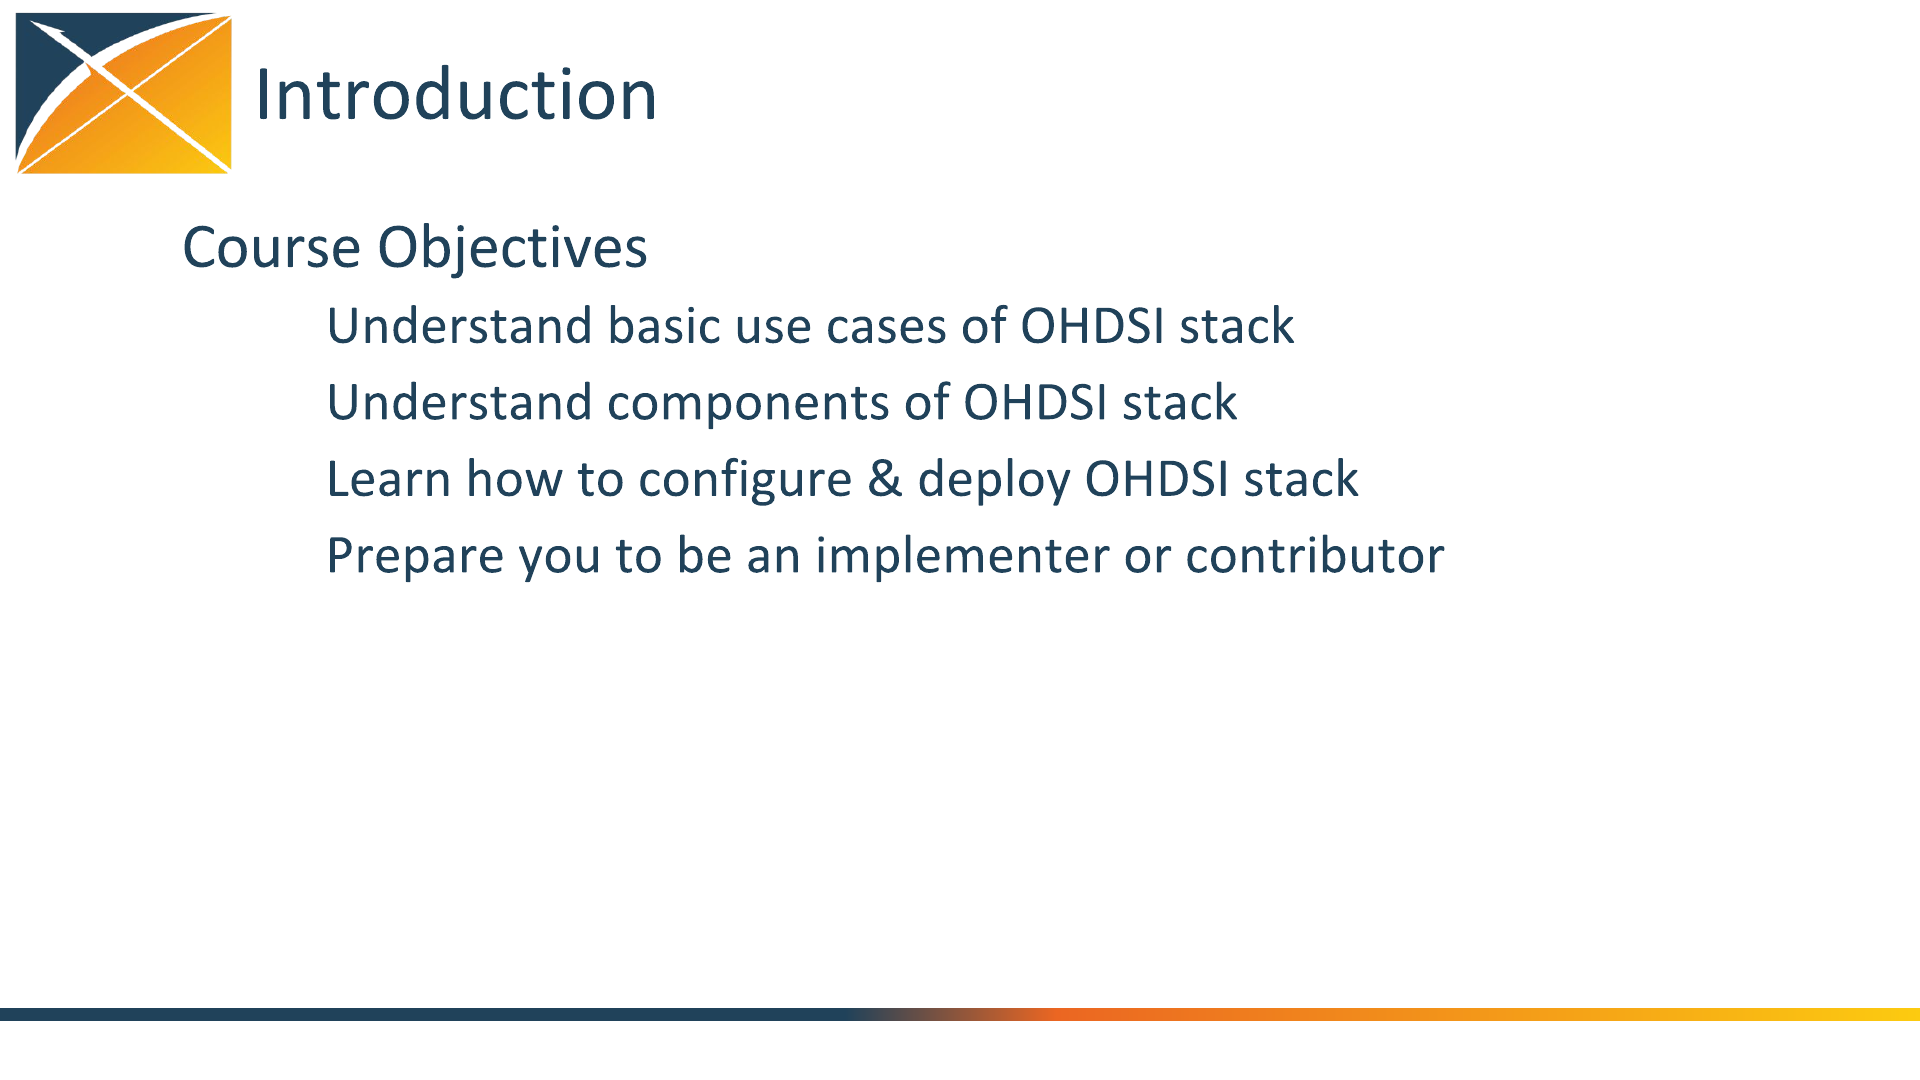 Introduction
Course Objectives
Understand basic use cases of OHDSI stack
Understand components of OHDSI stack
Learn how to configure & deploy OHDSI stack
Prepare you to be an implementer or contributor